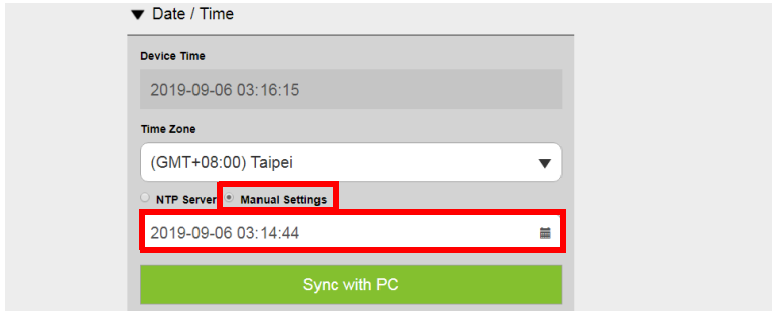 Date / Time
Device Time
2019-09-06 03:16:15
Time Zone
(GMT+08:00) Taipei
NTP Server Manual Settings
2019-09-06 03:14:44
Sync with PC